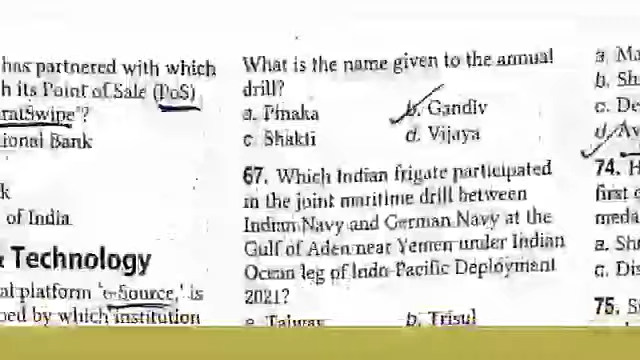 has partnered with which
h its Point of Sale (PoS)
ratSwipe"?
ional Bank
k
of India
& Technology
al platform 'e-Source,' is
ped by which institution
What is the name given to the annual
drill?
a. Pinaka b. Gandiv
c. Shakti d. Vijaya
67. Which Indian frigate participated
in the joint maritime drill between
Indian Navy and German Navy at the
Gulf of Aden near Yemen under Indian
Ocean leg of Indo-Pacific Deployment
2021?
a. Talwar b. Trisul
a. Ma
b. Sh
c. De
d. Av
74. H
first
meda
a. Sh
c. Dis
75. S